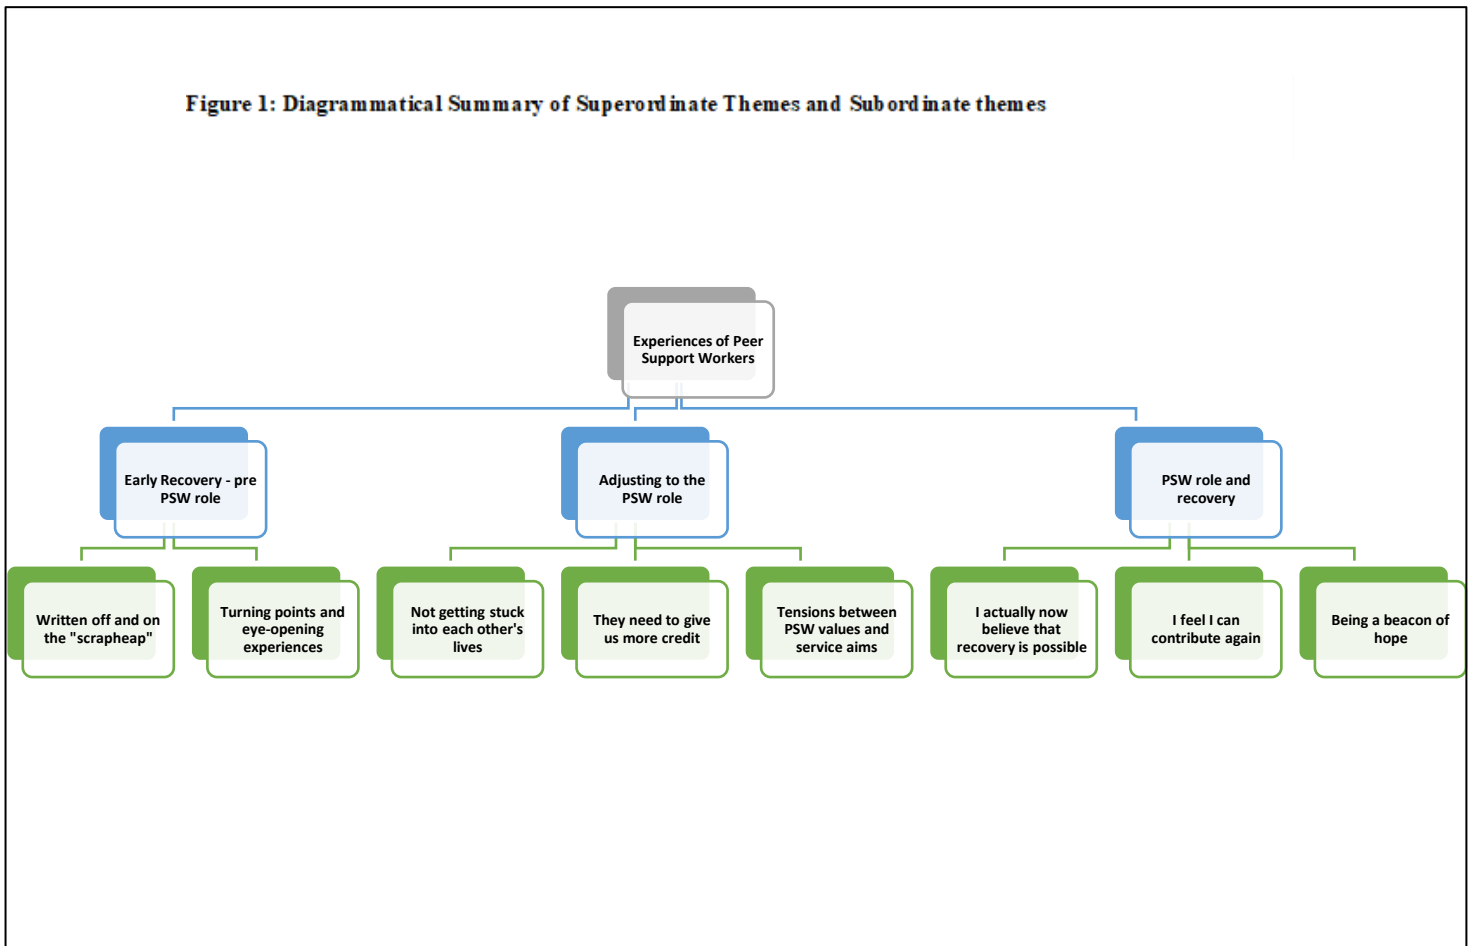 Figure 1: Diagrammatical Summary of Superordinate Themes and Subordinate themes
Experiences of Peer
Support Workers
Early Recovery - pre
PSW role
Adjusting to the
PSW role
PSW role and
recovery
Written off and on
the "scrapheap"
Turning points and
eye-opening
experiences
Not getting stuck
into each other's
lives
They need to give
us more credit
Tensions between
PSW values and
service aims
I actually now
believe that
recovery is possible
I feel I can
contribute again
Being a beacon of
hope